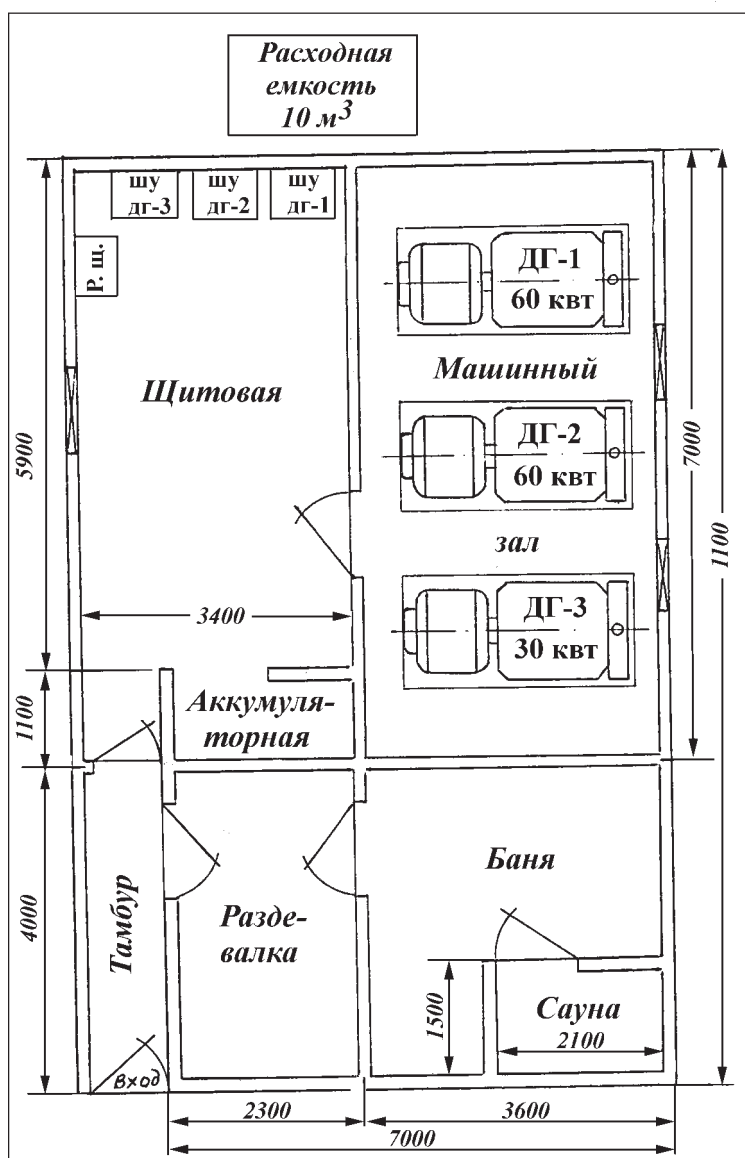 Расходная
емкость
10 м³
шу
дг-3
шу
дг-2
шу
дг-1
Р. щ.
ДГ-1
60 квт
Щитовая
Машинный
ДГ-2
60 квт
5900
7000
1100
зал
3400
ДГ-3
30 квт
1100
Аккумуля-
торная
Баня
4000
Тамбур
Разде-
валка
1500
Сауна
2100
Вход
2300
3600
7000